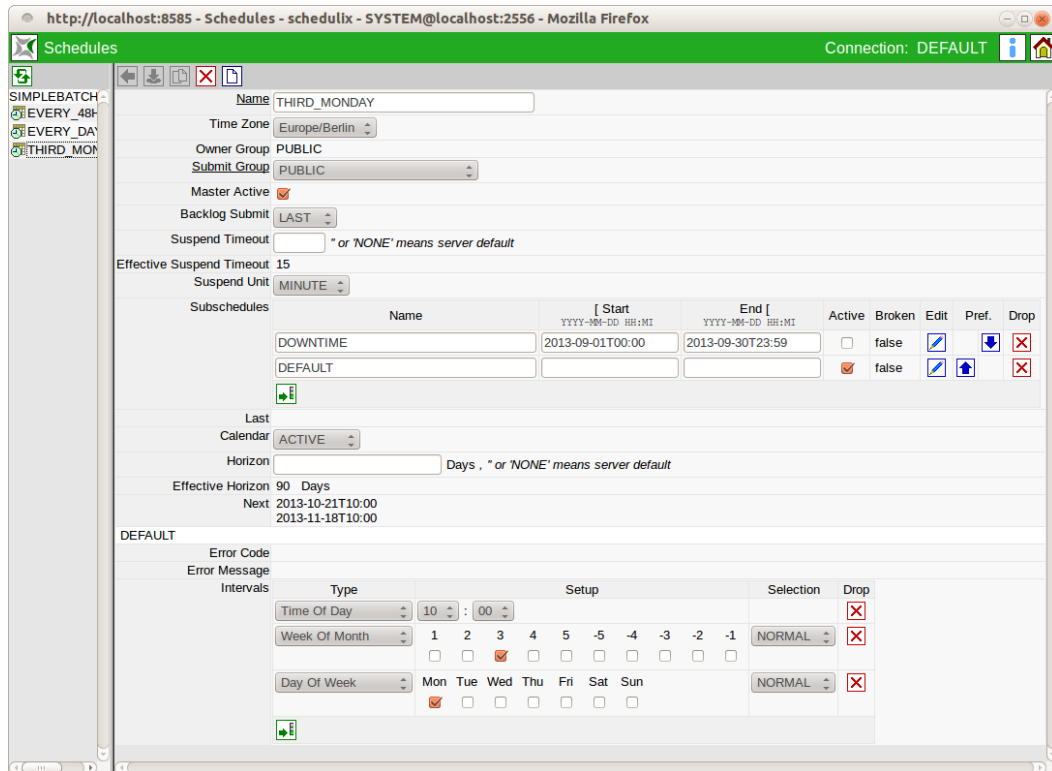 http://localhost:8585 - Schedules - schedulix - SYSTEM@localhost:2556 - Mozilla Firefox
Schedules Connection: DEFAULT
SIMPLEBATCH
EVERY_48H
EVERY_DAY
THIRD_MON
Name THIRD_MONDAY
Time Zone Europe/Berlin
Owner Group PUBLIC
Submit Group PUBLIC
Master Active
Backlog Submit LAST
Suspend Timeout '' or 'NONE' means server default
Effective Suspend Timeout 15
Suspend Unit MINUTE
Subschedules Name [ Start End [ Active Broken Edit Pref. Drop
YYYY-MM-DD HH:MI YYYY-MM-DD HH:MI
DOWNTIME 2013-09-01T00:00 2013-09-30T23:59 false
DEFAULT false
Last
Calendar ACTIVE
Horizon Days , '' or 'NONE' means server default
Effective Horizon 90 Days
Next 2013-10-21T10:00
2013-11-18T10:00
DEFAULT
Error Code
Error Message
Intervals Type Setup Selection Drop
Time Of Day 10 : 00
Week Of Month 1 2 3 4 5 -5 -4 -3 -2 -1 NORMAL
Day Of Week Mon Tue Wed Thu Fri Sat Sun NORMAL